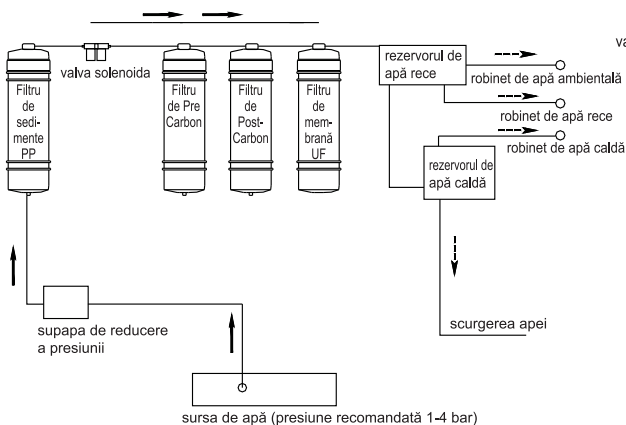 va
valva solenoida
rezervorul de
apă rece
robinet de apă ambientală
robinet de apă rece
robinet de apă caldă
Filtru
de
sedi-
mente
PP
Filtru
de Pre
Carbon
Filtru
de
Post-
Carbon
Filtru
de
mem-
brană
UF
rezervorul de
apă caldă
supapa de reducere
a presiunii
scurgerea apei
sursa de apă (presiune recomandată 1-4 bar)